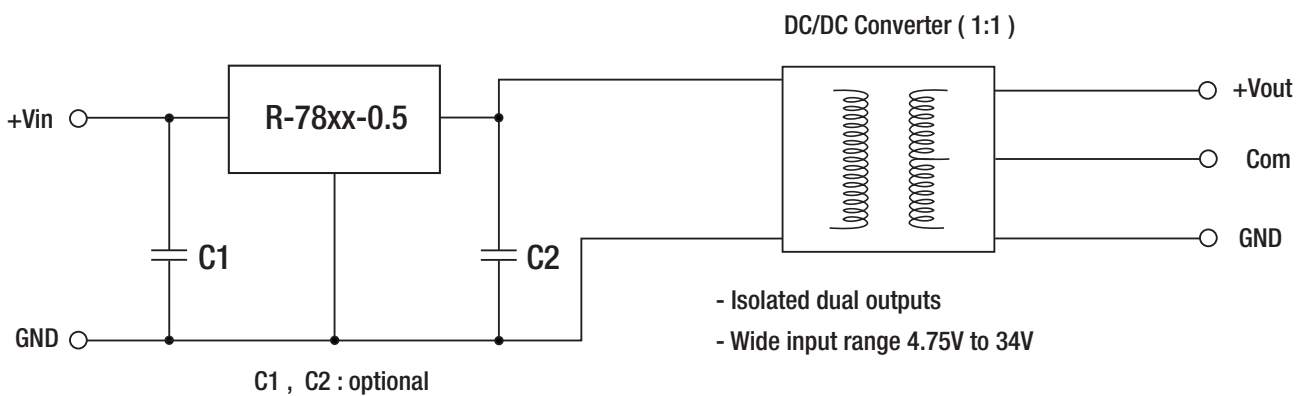 DC/DC Converter ( 1:1 )
+Vin
R-78xx-0.5
+Vout
Com
C1
C2
GND
- Isolated dual outputs
- Wide input range 4.75V to 34V
GND
C1 , C2 : optional